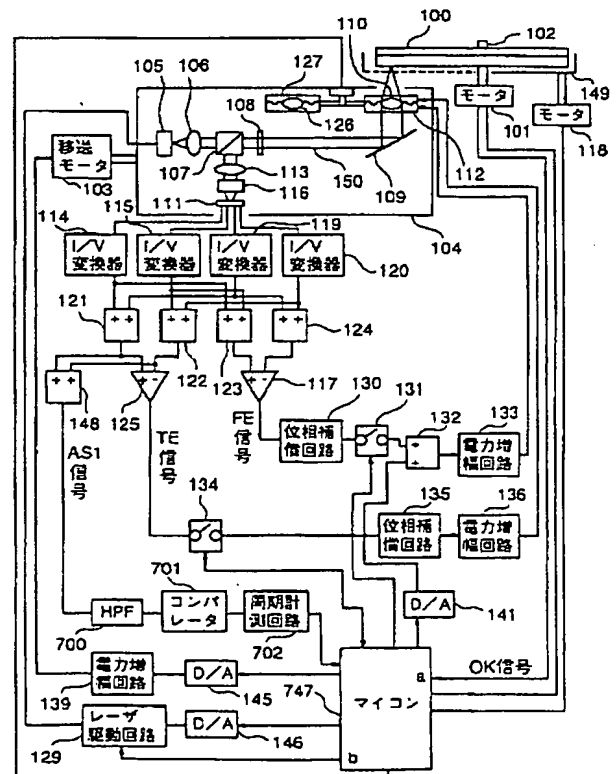 110
100
102
127
105
106
108
149
モータ
モータ
101
118
移送
モータ
103
126
107
113
150
112
116
109
111
114
115
119
104
I/V
変換器
I/V
変換器
I/V
変換器
I/V
変換器
120
121
+ +
+ +
+ +
+ +
124
122
123
+ +
148
+ -
125
+ -
117
130
131
132
133
AS1
信号
TE
信号
FE
信号
位相補
償回路
電力増
幅回路
134
135
136
位相補
償回路
電力増
幅回路
701
HPF
700
コンパ
レータ
周期計
測回路
702
D/A
141
OK信号
747
a
マイコン
b
電力増
幅回路
139
D/A
145
レーザ
駆動回路
129
D/A
146